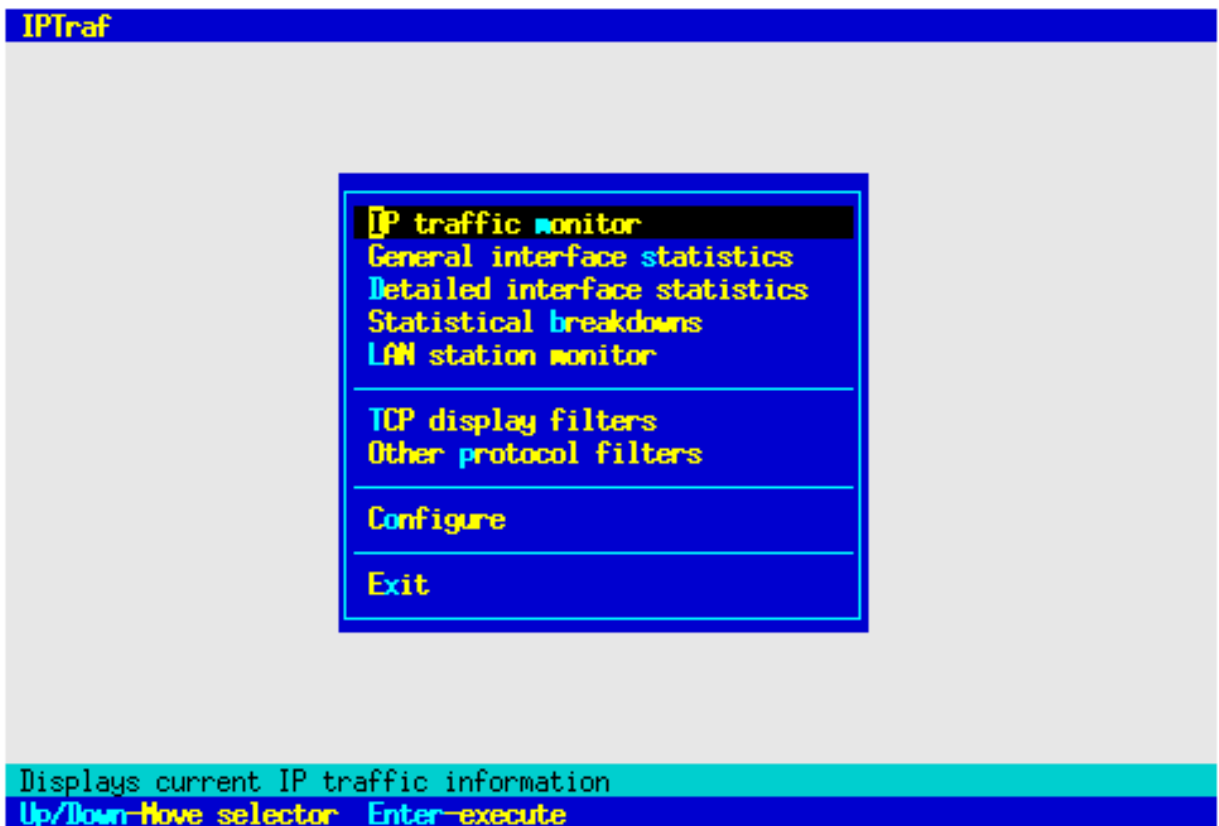 IPTraf
IP traffic monitor
General interface statistics
Detailed interface statistics
Statistical breakdowns
LAN station monitor
TCP display filters
Other protocol filters
Configure
Exit
Displays current IP traffic information
Up/Down-Move selector  Enter-execute